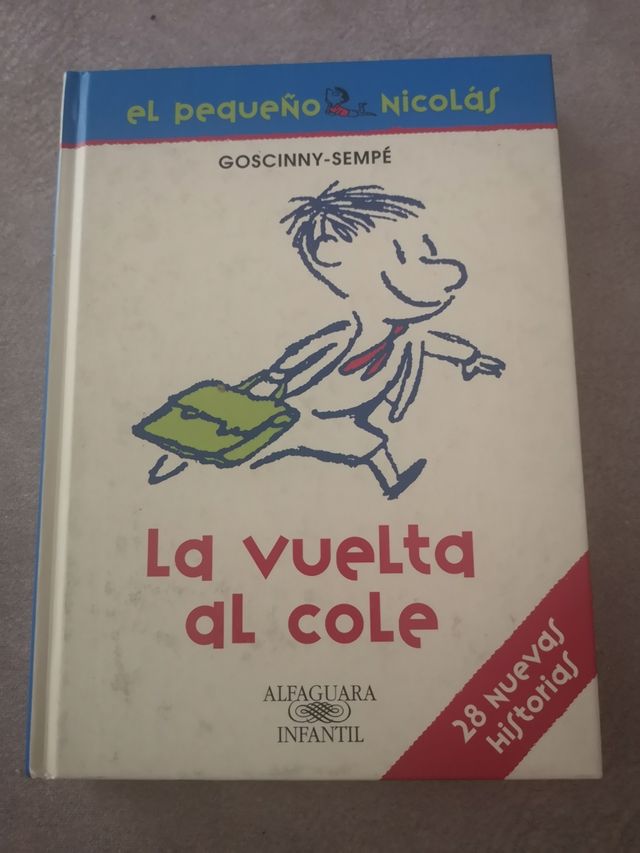 el pequeño Nicolás
GOSCINNY-SEMPÉ
La vuelta
al cole
28 nuevas
historias
ALFAGUARA
INFANTIL